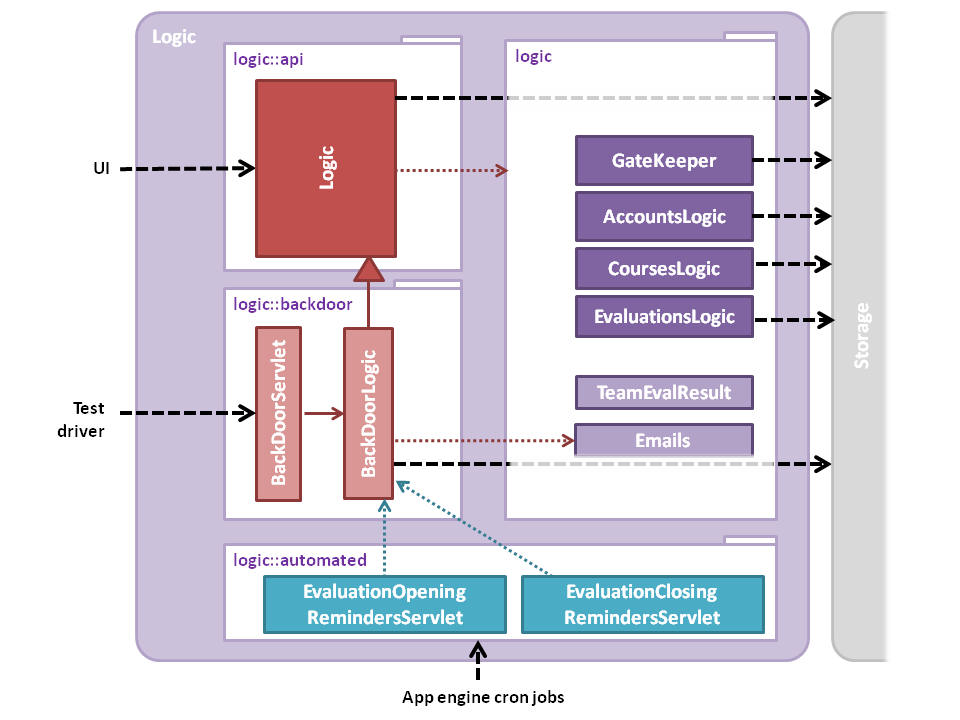 Logic
logic::api
logic
Logic
UI
GateKeeper
AccountsLogic
CoursesLogic
EvaluationsLogic
Storage
logic::backdoor
BackDoorServlet
BackDoorLogic
TeamEvalResult
Emails
Test
driver
logic::automated
EvaluationOpening
RemindersServlet
EvaluationClosing
RemindersServlet
App engine cron jobs